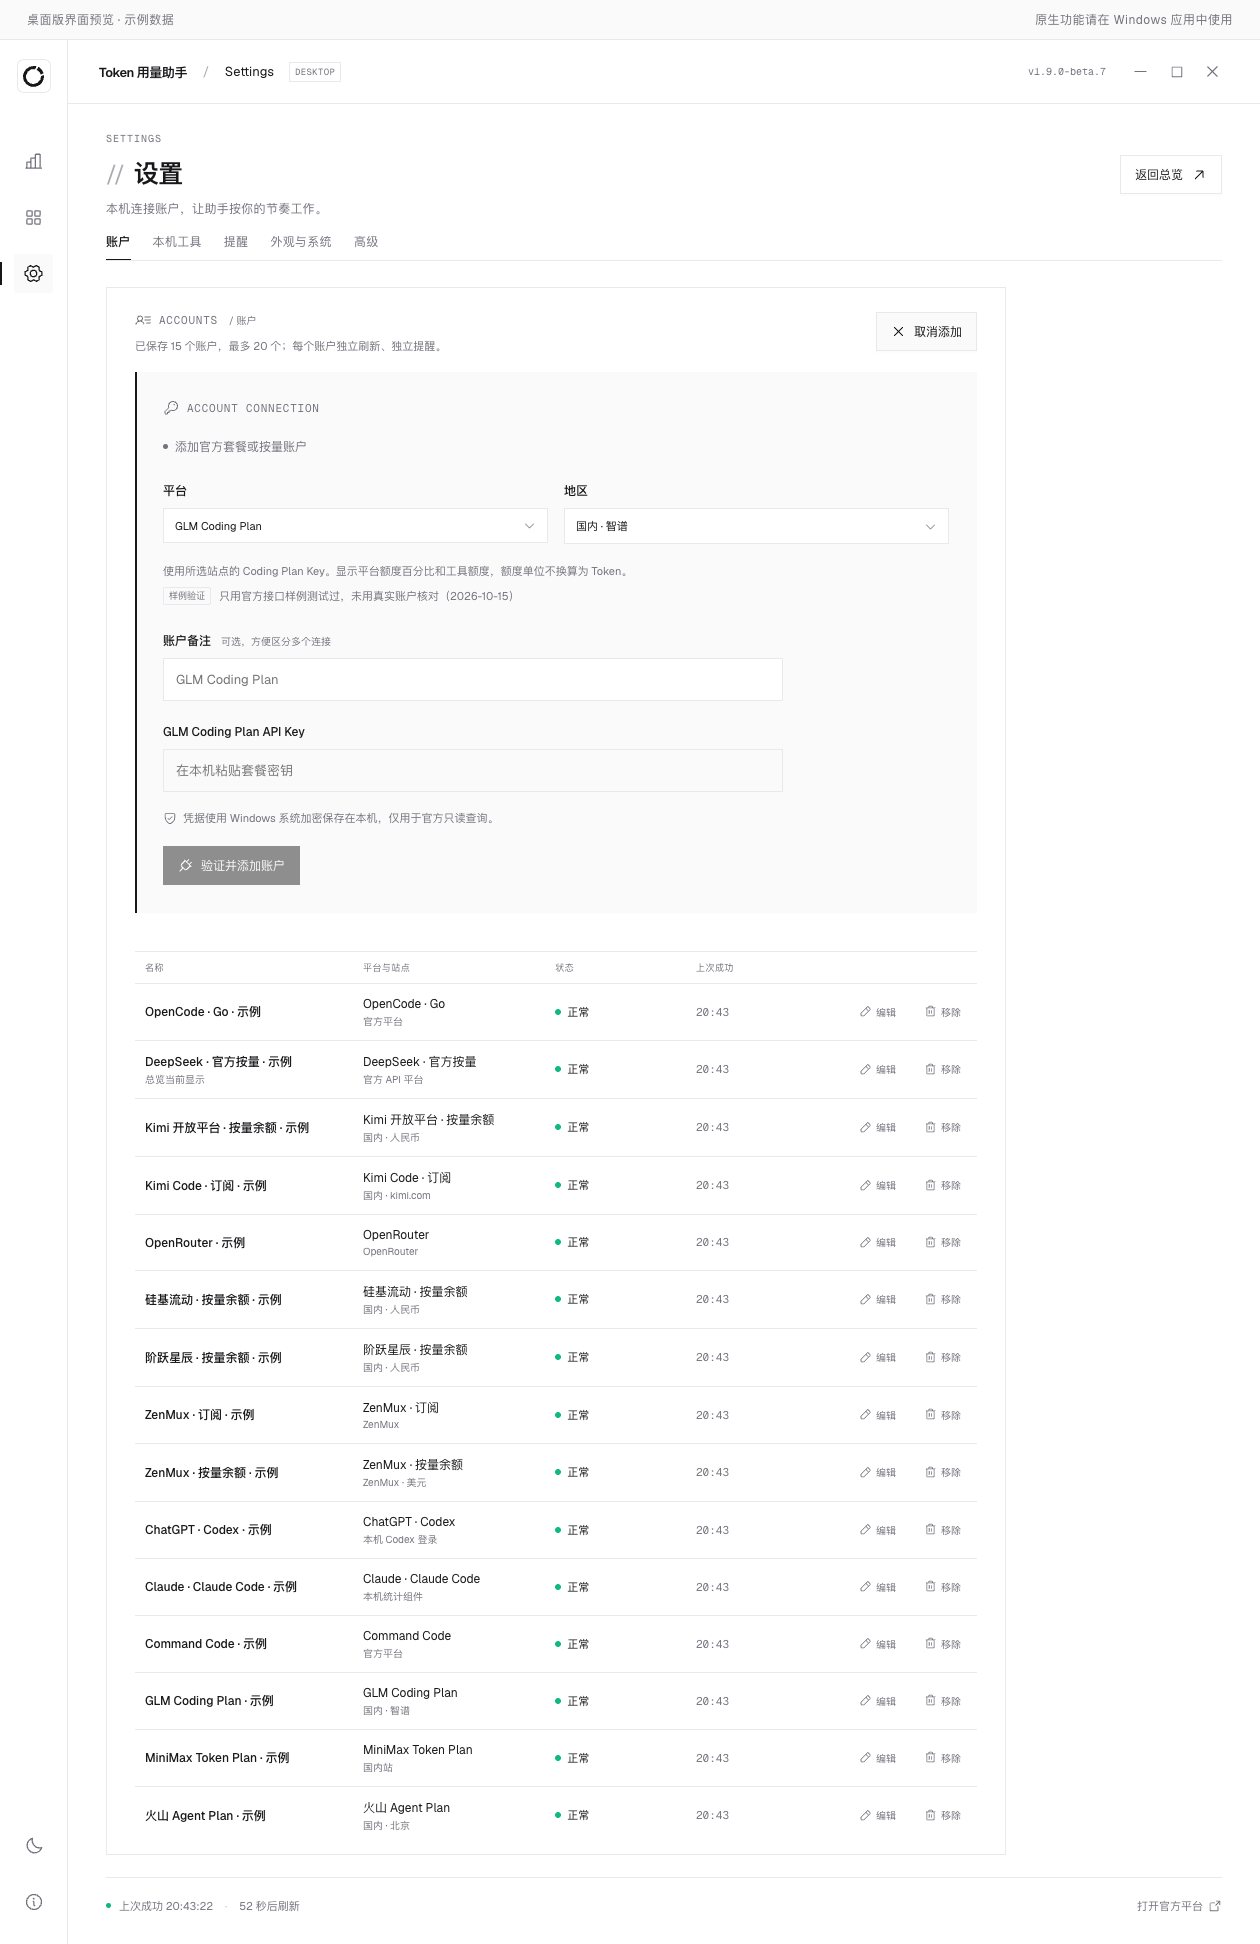 桌面版界面预览 · 示例数据
原生功能请在 Windows 应用中使用
Token 用量助手 / Settings DESKTOP
v1.9.0-beta.7
SETTINGS
// 设置
返回总览
本机连接账户，让助手按你的节奏工作。
账户 本机工具 提醒 外观与系统 高级
ACCOUNTS / 账户
取消添加
已保存 15 个账户，最多 20 个；每个账户独立刷新、独立提醒。
ACCOUNT CONNECTION
添加官方套餐或按量账户
平台 地区
GLM Coding Plan 国内 · 智谱
使用所选站点的 Coding Plan Key。显示平台额度百分比和工具额度，额度单位不换算为 Token。
样例验证 只用官方接口样例测试过，未用真实账户核对（2026-10-15）
账户备注 可选，方便区分多个连接
GLM Coding Plan
GLM Coding Plan API Key
在本机粘贴套餐密钥
凭据使用 Windows 系统加密保存在本机，仅用于官方只读查询。
验证并添加账户
名称 平台与站点 状态 上次成功
OpenCode · Go · 示例 OpenCode · Go 正常 20:43 编辑 移除
官方平台
DeepSeek · 官方按量 · 示例 DeepSeek · 官方按量 正常 20:43 编辑 移除
总览当前显示 官方 API 平台
Kimi 开放平台 · 按量余额 · 示例 Kimi 开放平台 · 按量余额 正常 20:43 编辑 移除
国内 · 人民币
Kimi Code · 订阅 · 示例 Kimi Code · 订阅 正常 20:43 编辑 移除
国内 · kimi.com
OpenRouter · 示例 OpenRouter 正常 20:43 编辑 移除
OpenRouter
硅基流动 · 按量余额 · 示例 硅基流动 · 按量余额 正常 20:43 编辑 移除
国内 · 人民币
阶跃星辰 · 按量余额 · 示例 阶跃星辰 · 按量余额 正常 20:43 编辑 移除
国内 · 人民币
ZenMux · 订阅 · 示例 ZenMux · 订阅 正常 20:43 编辑 移除
ZenMux
ZenMux · 按量余额 · 示例 ZenMux · 按量余额 正常 20:43 编辑 移除
ZenMux · 美元
ChatGPT · Codex · 示例 ChatGPT · Codex 正常 20:43 编辑 移除
本机 Codex 登录
Claude · Claude Code · 示例 Claude · Claude Code 正常 20:43 编辑 移除
本机统计组件
Command Code · 示例 Command Code 正常 20:43 编辑 移除
官方平台
GLM Coding Plan · 示例 GLM Coding Plan 正常 20:43 编辑 移除
国内 · 智谱
MiniMax Token Plan · 示例 MiniMax Token Plan 正常 20:43 编辑 移除
国内站
火山 Agent Plan · 示例 火山 Agent Plan 正常 20:43 编辑 移除
国内 · 北京
上次成功 20:43:22 · 52 秒后刷新
打开官方平台